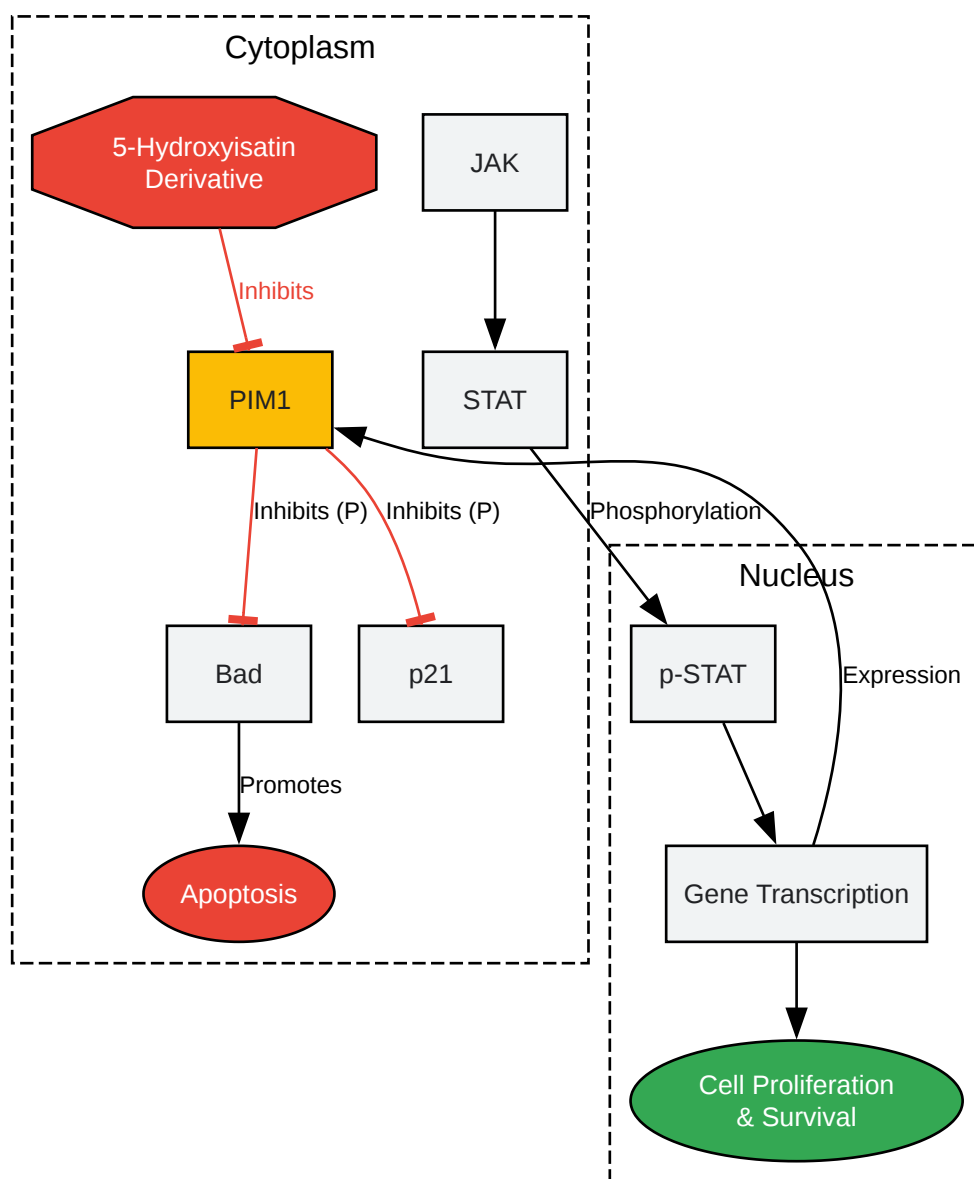 Cytoplasm
5-Hydroxyisatin
Derivative
JAK
Inhibits
PIM1
STAT
Inhibits (P)
Inhibits (P)
Phosphorylation
Nucleus
Bad
p21
p-STAT
Expression
Promotes
Apoptosis
Gene Transcription
Cell Proliferation
& Survival